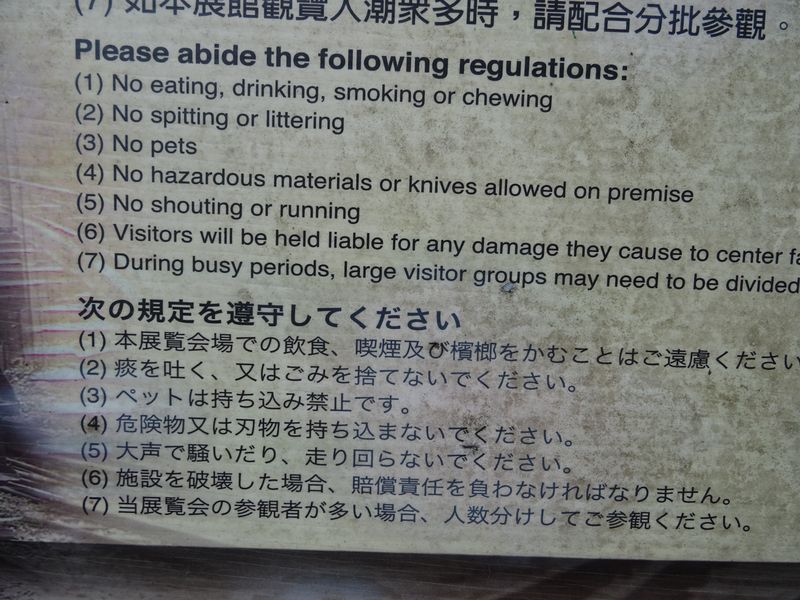 (7) 如本展館觀賞人潮衆多時，請配合分批參觀。
Please abide the following regulations:
(1) No eating, drinking, smoking or chewing
(2) No spitting or littering
(3) No pets
(4) No hazardous materials or knives allowed on premise
(5) No shouting or running
(6) Visitors will be held liable for any damage they cause to center
(7) During busy periods, large visitor groups may need to be divided
次の規定を遵守してください
(1) 本展覧会場での飲食、喫煙及び檳榔をかむことはご遠慮ください
(2) 痰を吐く、又はごみを捨てないでください。
(3) ペットは持ち込み禁止です。
(4) 危険物又は刃物を持ち込まないでください。
(5) 大声で騒いだり、走り回らないでください。
(6) 施設を破壊した場合、賠償責任を負わなければなりません。
(7) 当展覧会の参観者が多い場合、人数分けしてご参観ください。